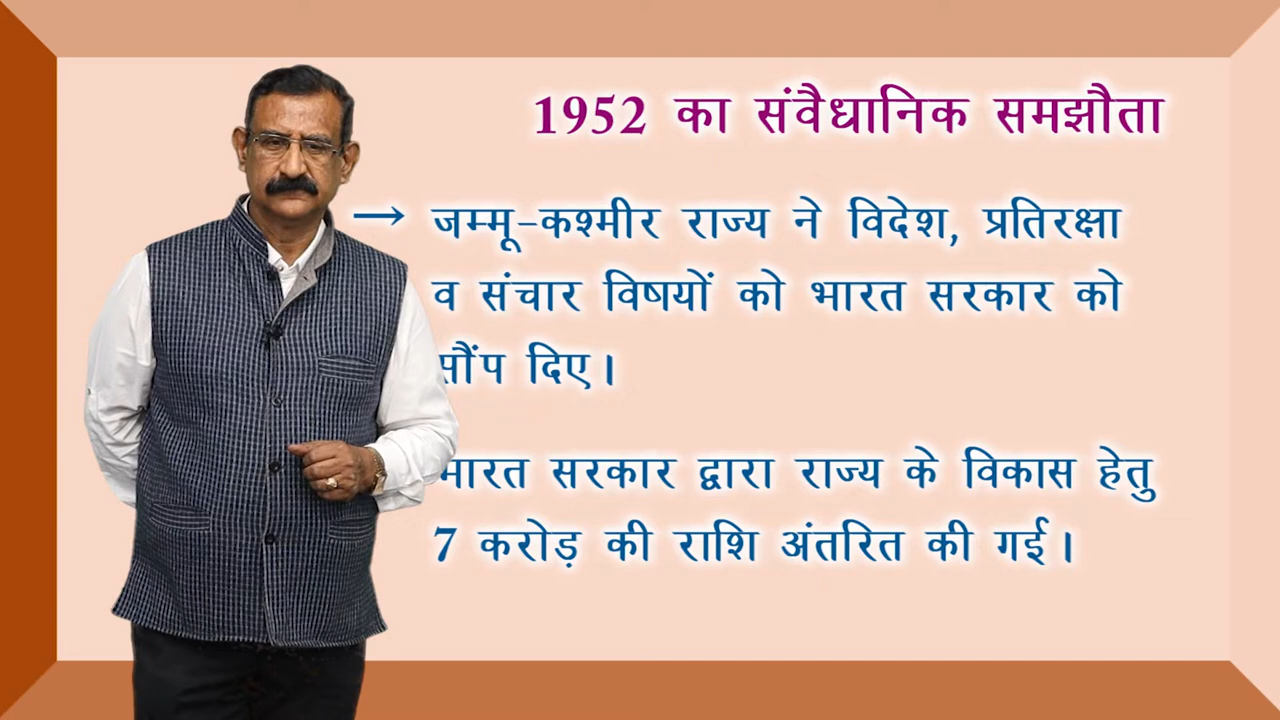 1952 का संवैधानिक समझौता
→ जम्मू-कश्मीर राज्य ने विदेश, प्रतिरक्षा
व संचार विषयों को भारत सरकार को
सौंप दिए।
भारत सरकार द्वारा राज्य के विकास हेतु
7 करोड़ की राशि अंतरित की गई।